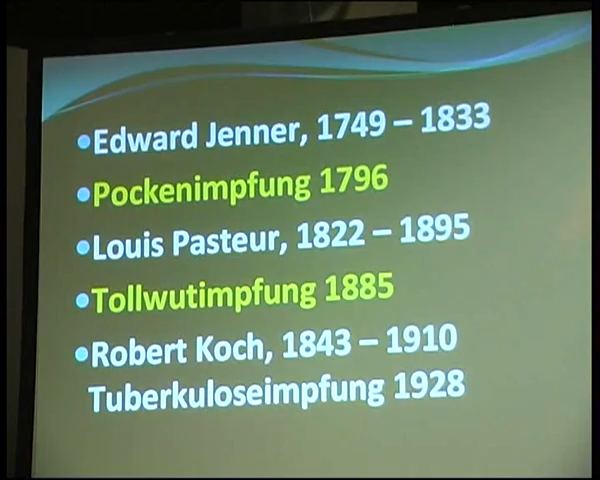 •Edward Jenner, 1749 – 1833
•Pockenimpfung 1796
•Louis Pasteur, 1822 – 1895
•Tollwutimpfung 1885
•Robert Koch, 1843 – 1910
Tuberkuloseimpfung 1928